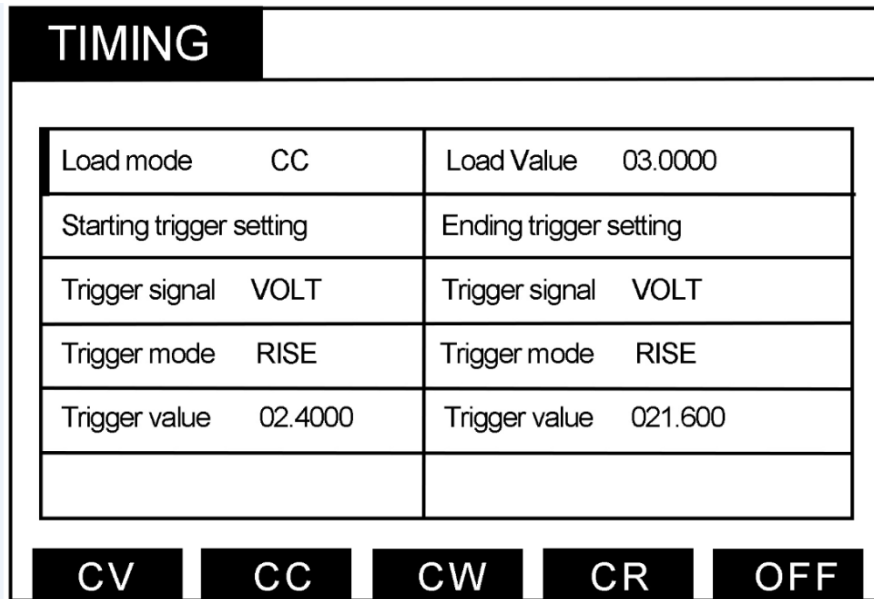 TIMING
Load mode CC Load Value 03.0000
Starting trigger setting Ending trigger setting
Trigger signal VOLT Trigger signal VOLT
Trigger mode RISE Trigger mode RISE
Trigger value 02.4000 Trigger value 021.600
CV CC CW CR OFF